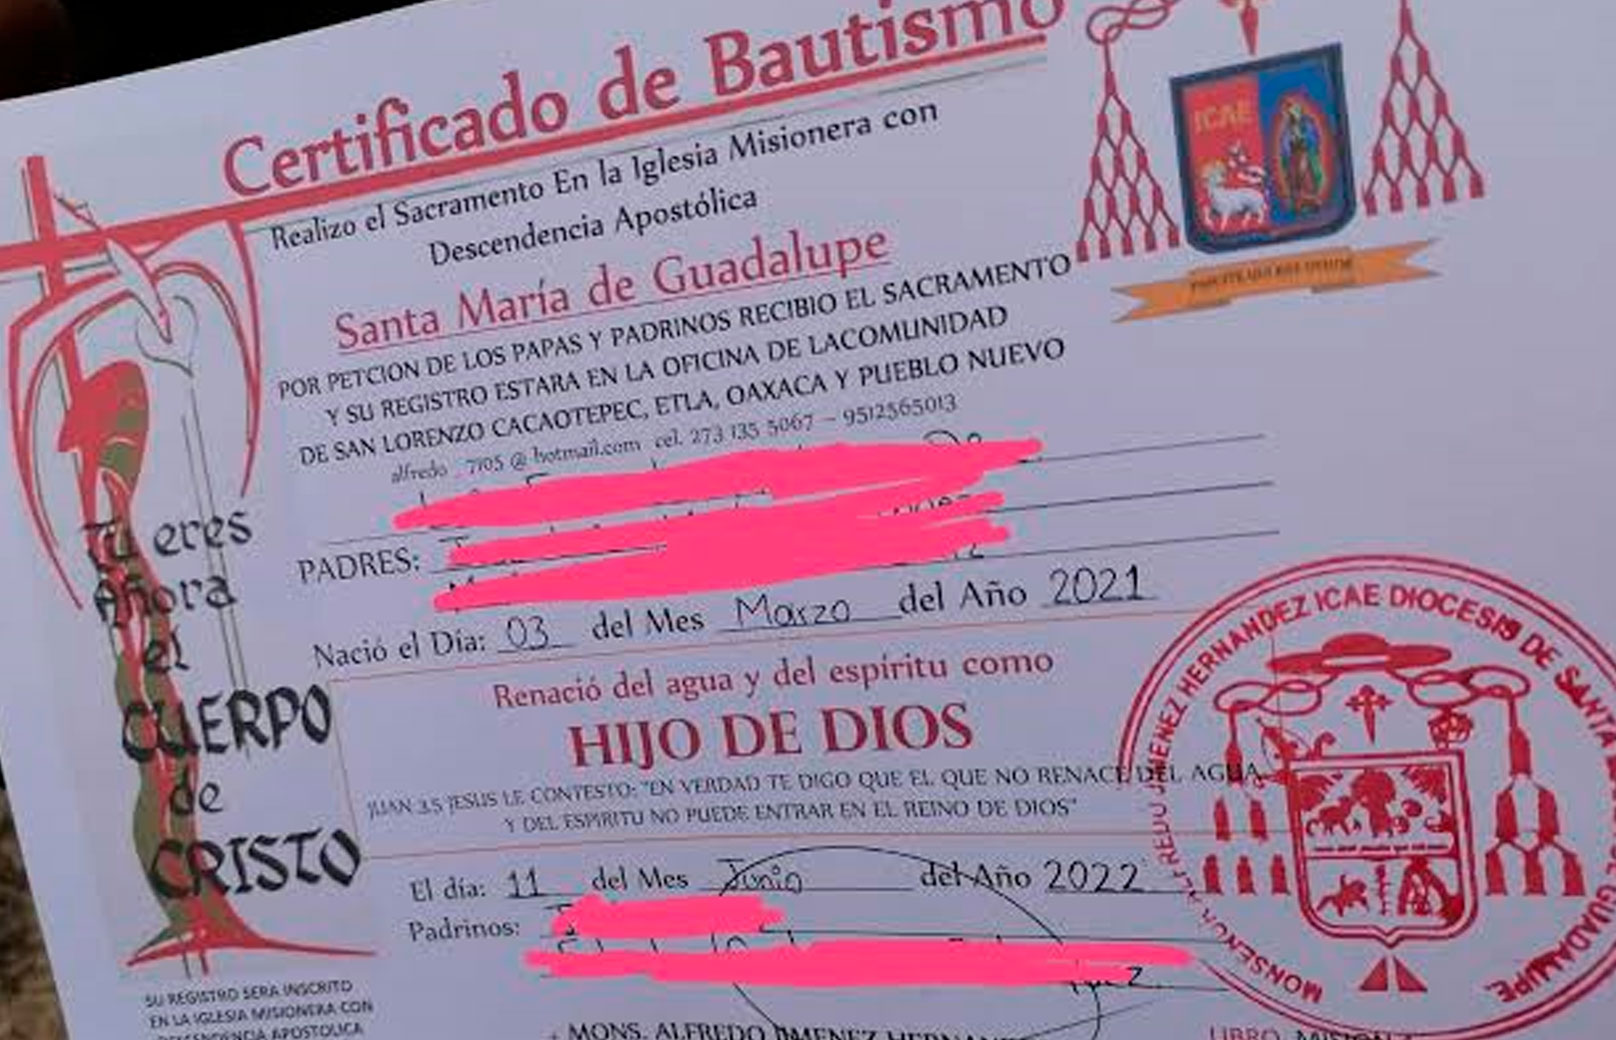 Certificado de Bautismo
Realizo el Sacramento En la Iglesia Misionera con
Descendencia Apostólica
Santa María de Guadalupe
POR PETCION DE LOS PAPAS Y PADRINOS RECIBIO EL SACRAMENTO
Y SU REGISTRO ESTARA EN LA OFICINA DE LACOMUNIDAD
DE SAN LORENZO CACAOTEPEC, ETLA, OAXACA Y PUEBLO NUEVO
alfredo_7105@hotmail.com cel. 273 135 5067 – 9512565013
ICAE
PADRES:
Nació el Día: 03 del Mes Marzo del Año 2021
Renació del agua y del espíritu como
HIJO DE DIOS
JUAN 3,5 JESUS LE CONTESTO: "EN VERDAD TE DIGO QUE EL QUE NO RENACE DEL AGUA
Y DEL ESPIRITU NO PUEDE ENTRAR EN EL REINO DE DIOS"
El día: 11 del Mes Junio del Año 2022
Padrinos:
Tu eres
Ahora
el
CUERPO
de
CRISTO
SU REGISTRO SERA INSCRITO
EN LA IGLESIA MISIONERA CON
DESCENDENCIA APOSTOLICA
MONSEÑOR ALFREDO JIMENEZ HERNANDEZ ICAE DIOCESIS DE SANTA DE GUADALUPE
MONS. ALFREDO JIMENEZ
LIBRO